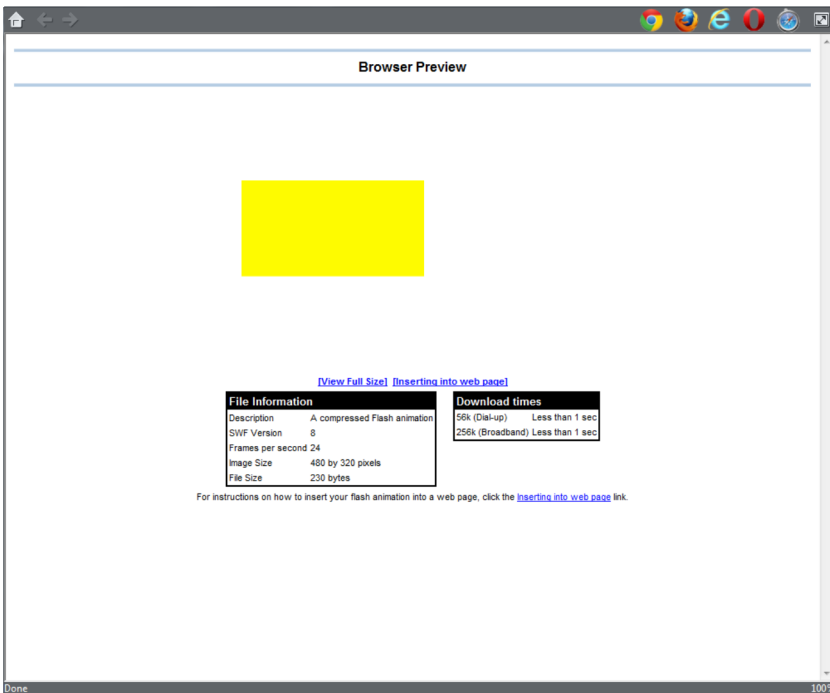 Browser Preview
[View Full Size] [Inserting into web page]
File Information
Description A compressed Flash animation
SWF Version 8
Frames per second 24
Image Size 480 by 320 pixels
File Size 230 bytes
Download times
56k (Dial-up) Less than 1 sec
256k (Broadband) Less than 1 sec
For instructions on how to insert your flash animation into a web page, click the Inserting into web page link.
Done
100%